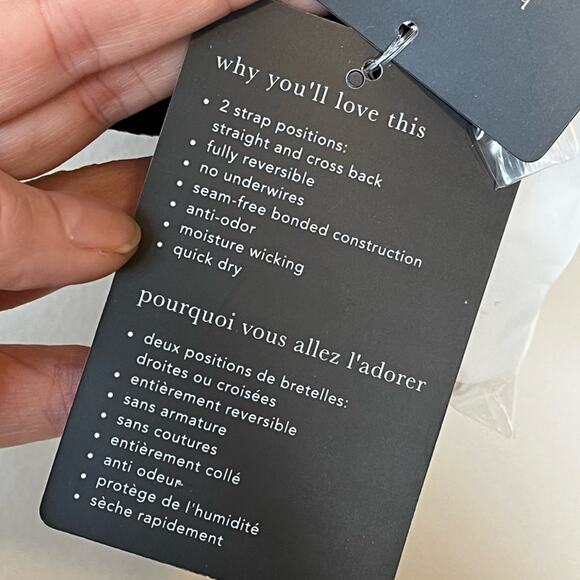 why you'll love this
• 2 strap positions:
straight and cross back
• fully reversible
• no underwires
• seam-free bonded construction
• anti-odor
• moisture wicking
• quick dry
pourquoi vous allez l'adorer
• deux positions de bretelles:
droites ou croisées
• entièrement reversible
• sans armature
• sans coutures
• entièrement collé
• anti odeur
• protège de l'humidité
• sèche rapidement